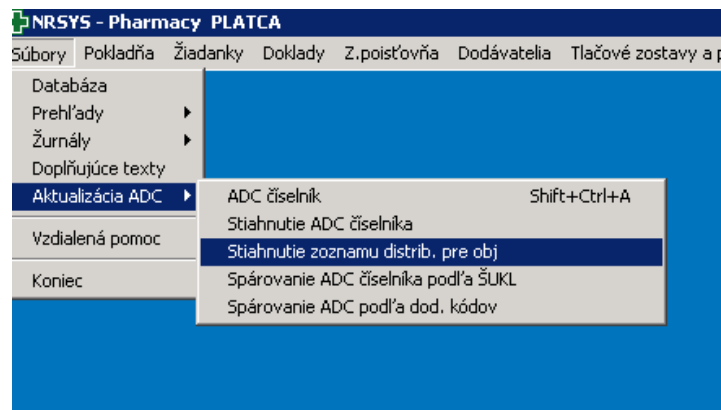 NRSYS - Pharmacy PLATCA
Súbory Pokladňa Žiadanky Doklady Z.poisťovňa Dodávatelia Tlačové zostavy a
Databáza
Prehľady
Žurnály
Doplňujúce texty
Aktualizácia ADC
Vzdialená pomoc
Koniec
ADC číselník Shift+Ctrl+A
Stiahnutie ADC číselníka
Stiahnutie zoznamu distrib. pre obj
Spárovanie ADC číselníka podľa ŠUKL
Spárovanie ADC podľa dod. kódov